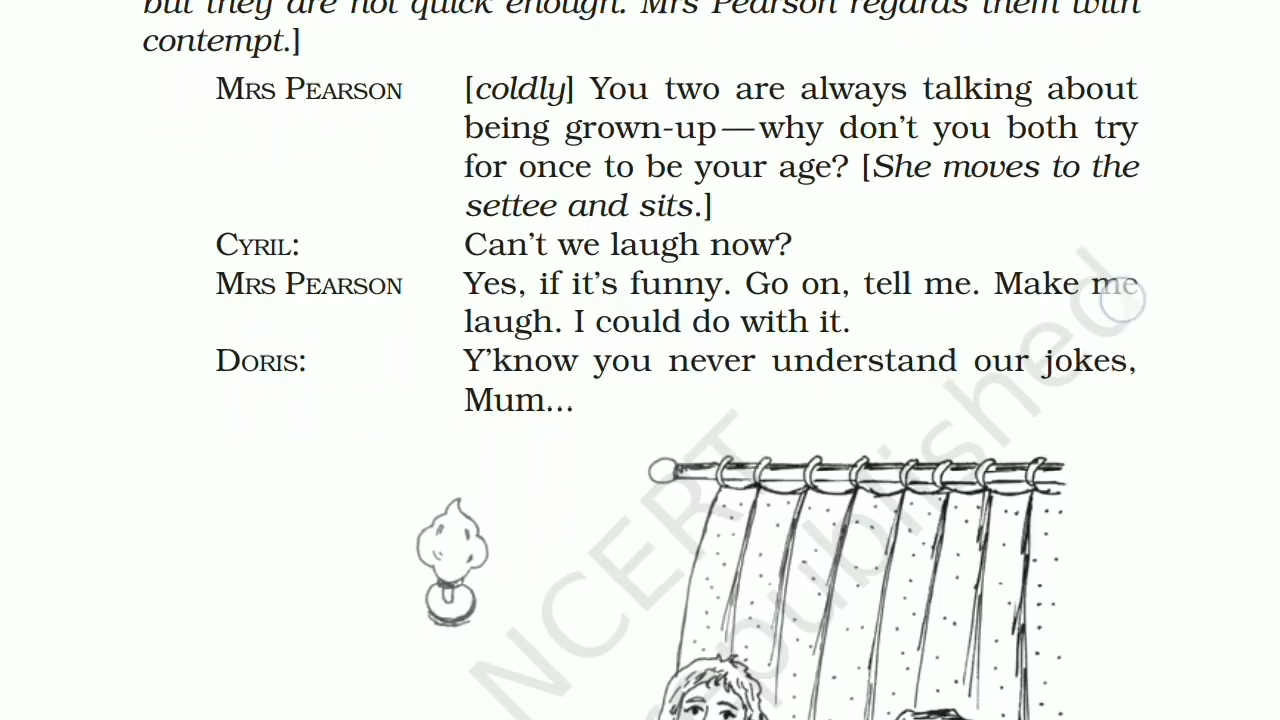 but they are not quick enough. Mrs Pearson regards them with
contempt.]
MRS PEARSON [coldly] You two are always talking about
being grown-up—why don't you both try
for once to be your age? [She moves to the
settee and sits.]
CYRIL: Can't we laugh now?
MRS PEARSON Yes, if it's funny. Go on, tell me. Make me
laugh. I could do with it.
DORIS: Y'know you never understand our jokes,
Mum...
NCERT
republished